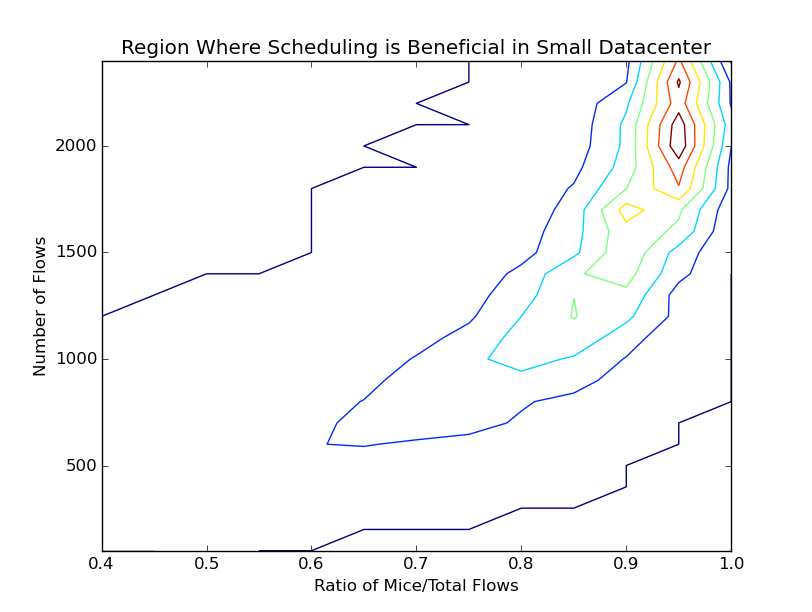 Region Where Scheduling is Beneficial in Small Datacenter
2000
1500
1000
500
Number of Flows
0.4 0.5 0.6 0.7 0.8 0.9 1.0
Ratio of Mice/Total Flows